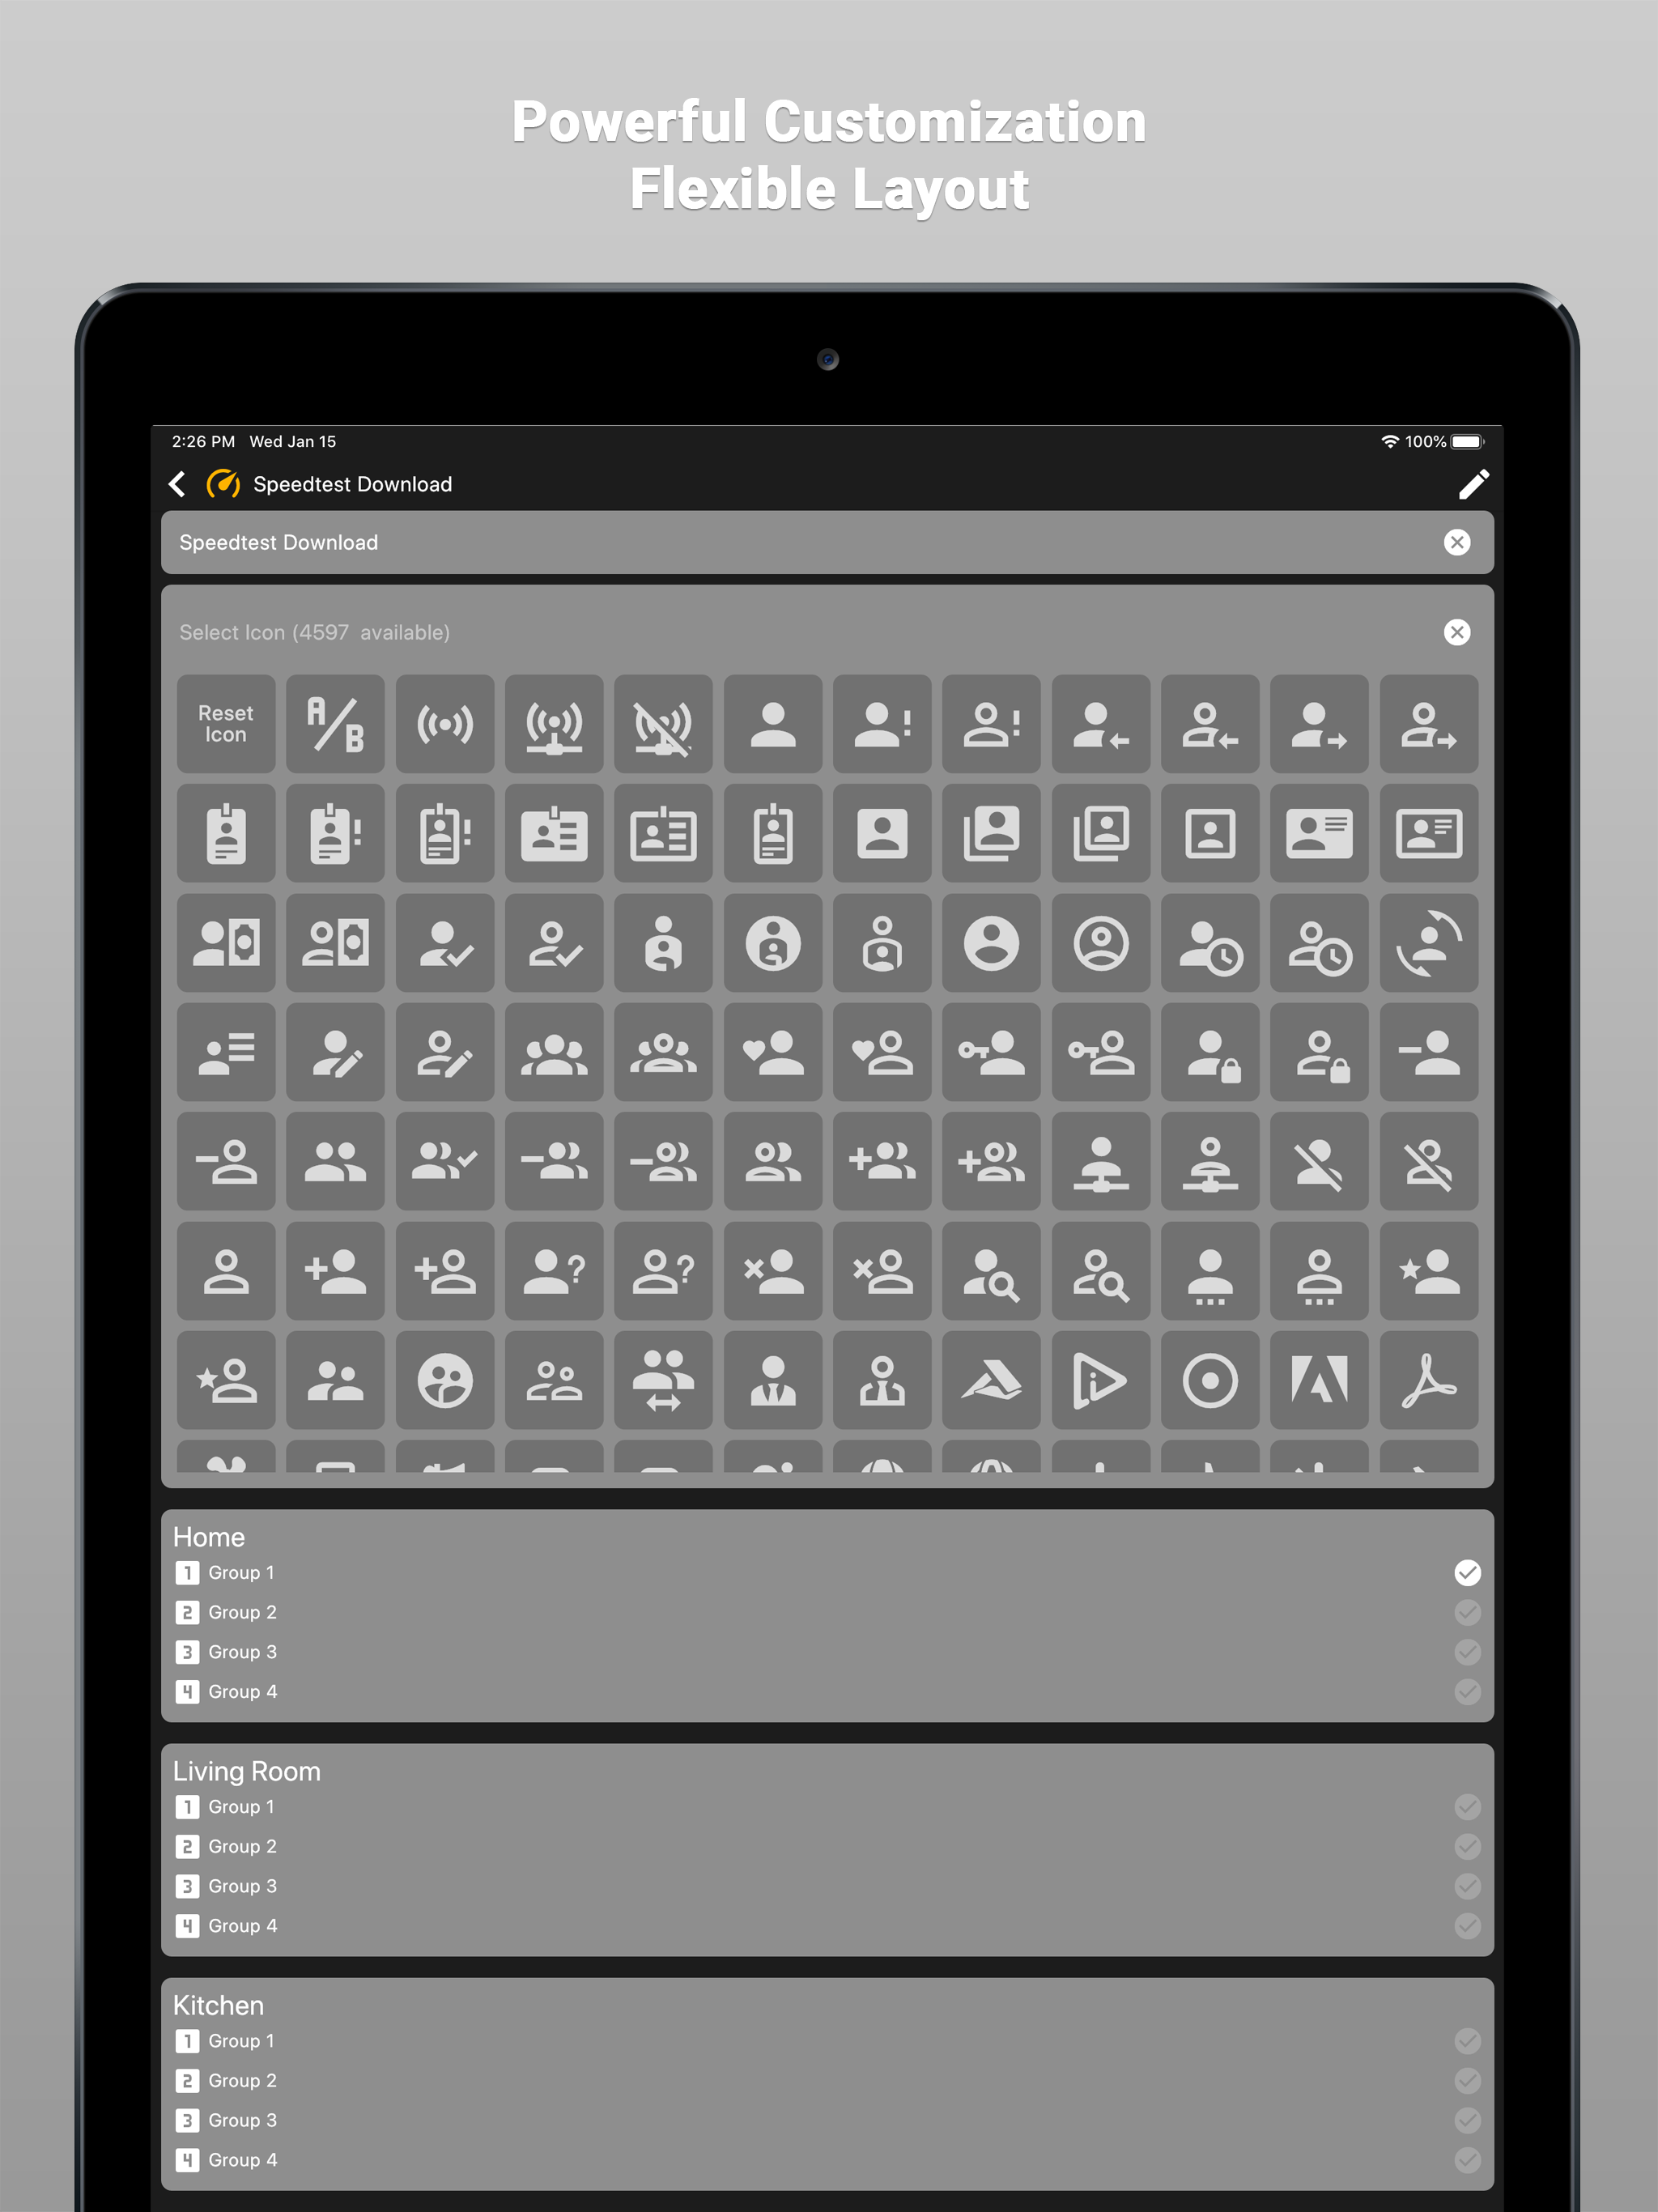 Powerful Customization
Flexible Layout
2:26 PM Wed Jan 15
100%
Speedtest Download
Speedtest Download
Select Icon (4597 available)
Reset
Icon
A/B
Home
1 Group 1
2 Group 2
3 Group 3
4 Group 4
Living Room
1 Group 1
2 Group 2
3 Group 3
4 Group 4
Kitchen
1 Group 1
2 Group 2
3 Group 3
4 Group 4